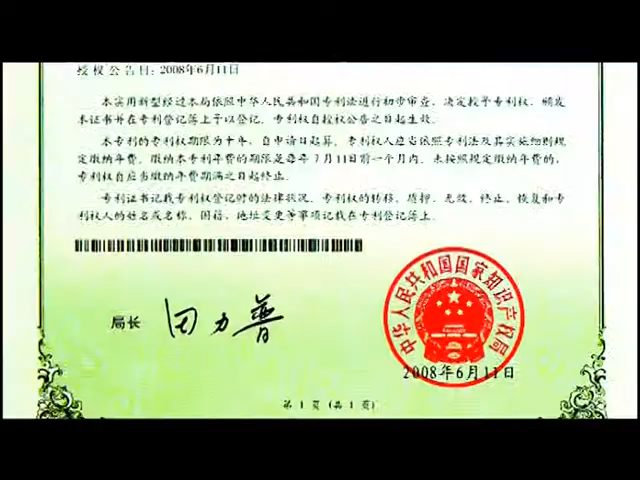 授权公告日：2008年6月11日
本实用新型经过本局依照中华人民共和国专利法进行初步审查，决定授予专利权，颁发
本证书并在专利登记簿上予以登记。专利权自授权公告之日起生效。
本专利的专利权期限为十年，自申请日起算。专利权人应当依照专利法及其实施细则规
定缴纳年费。缴纳本专利年费的期限是每年7月11日前一个月内。未按照规定缴纳年费的，
专利权自应当缴纳年费期满之日起终止。
专利证书记载专利权登记时的法律状况。专利权的转移、质押、无效、终止、恢复和专
利权人的姓名或名称、国籍、地址变更等事项记载在专利登记簿上。
局长
田力普
中华人民共和国国家知识产权局
2008年6月11日
第1页（共1页）